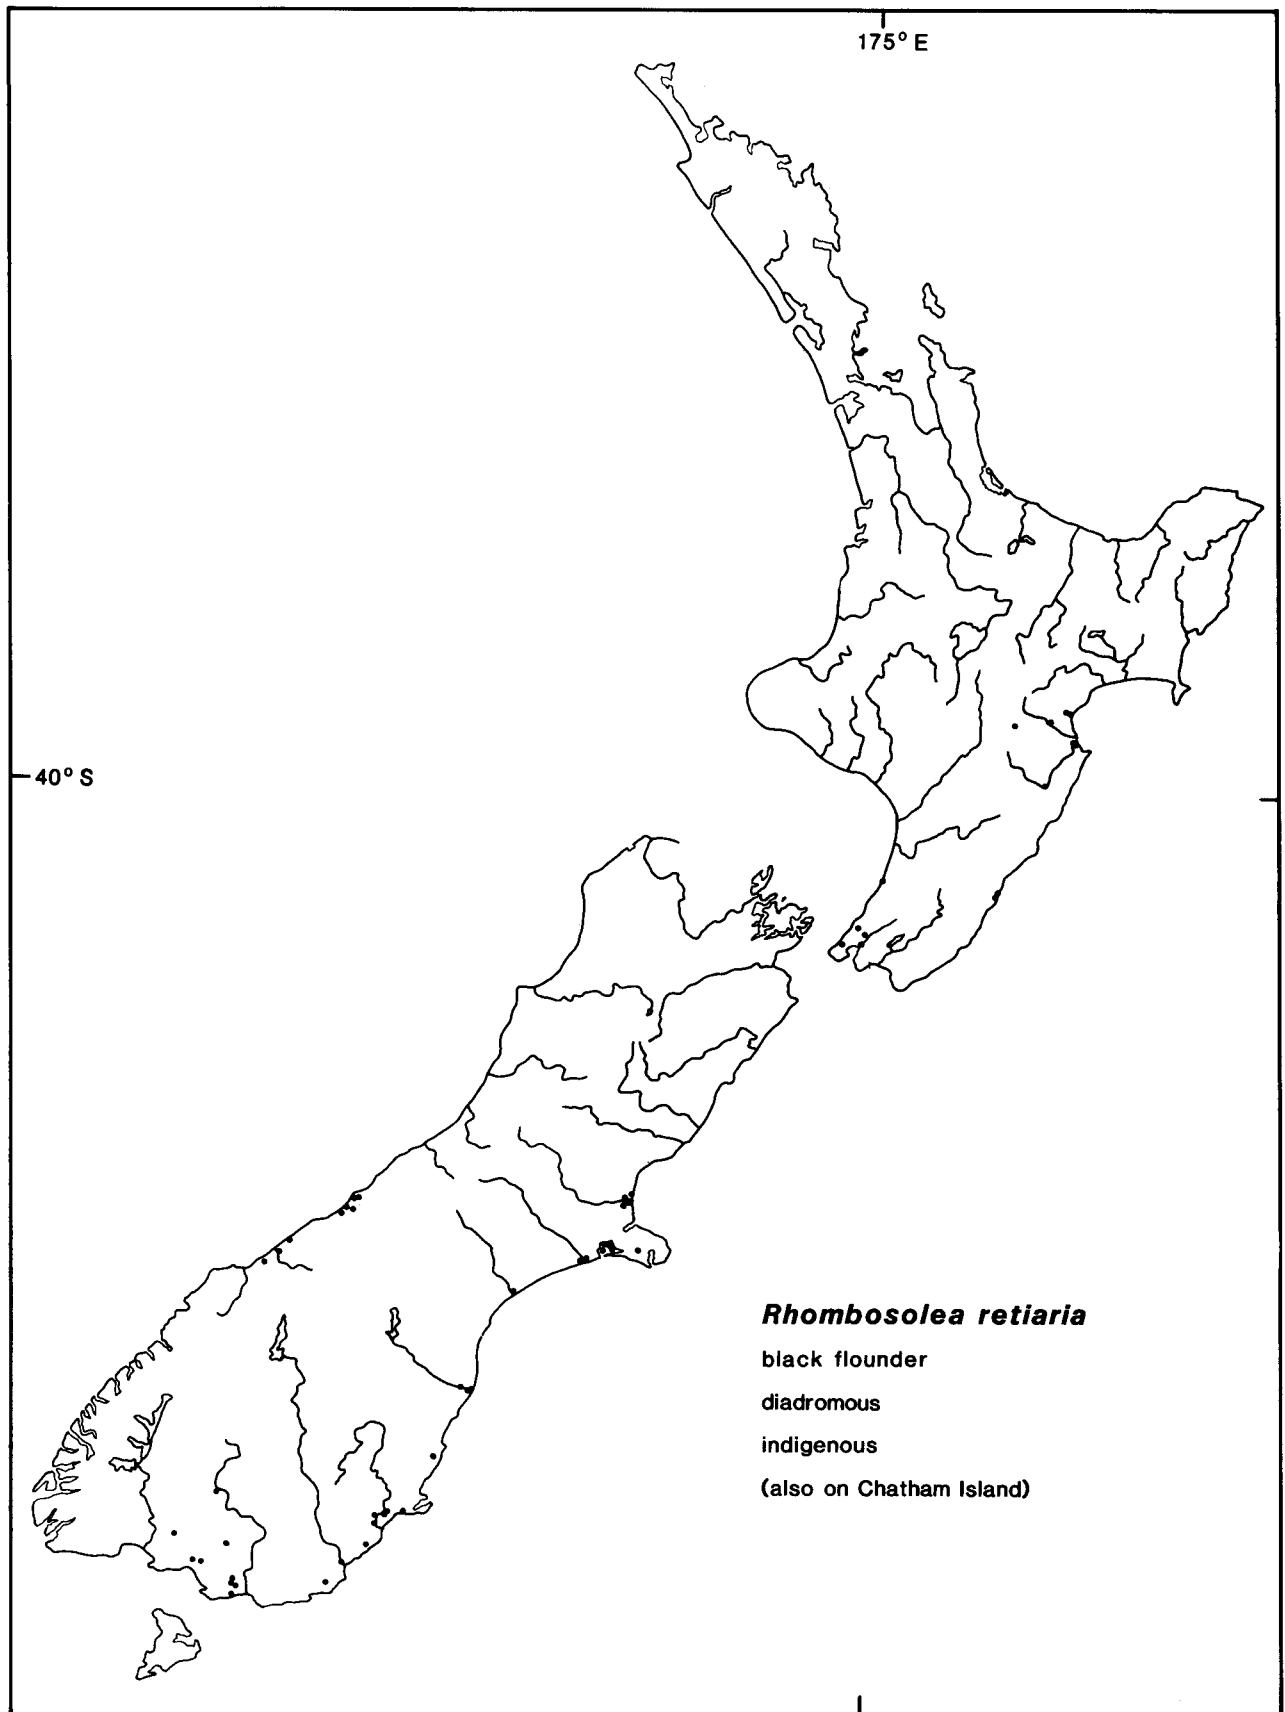 175° E
40° S
Rhombosolea retiaria
black flounder
diadromous
indigenous
(also on Chatham Island)